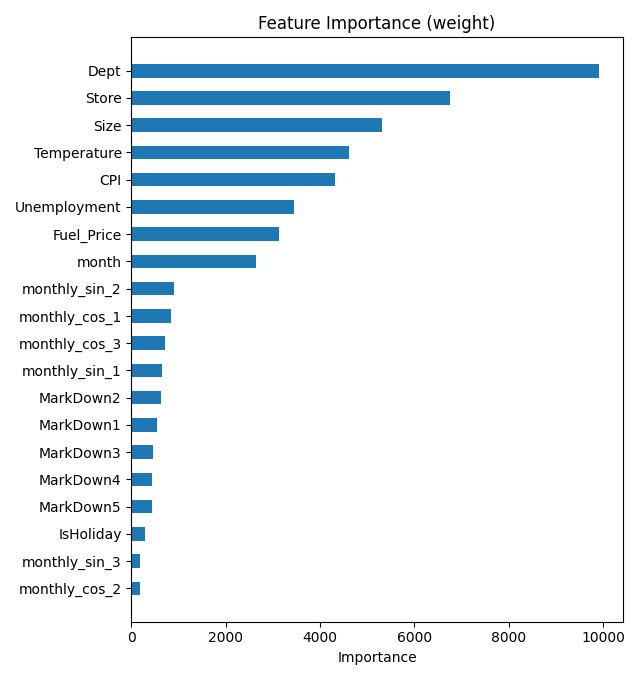 Feature Importance (weight)
Dept
Store
Size
Temperature
CPI
Unemployment
Fuel_Price
month
monthly_sin_2
monthly_cos_1
monthly_cos_3
monthly_sin_1
MarkDown2
MarkDown1
MarkDown3
MarkDown4
MarkDown5
IsHoliday
monthly_sin_3
monthly_cos_2
0 2000 4000 6000 8000 10000
Importance